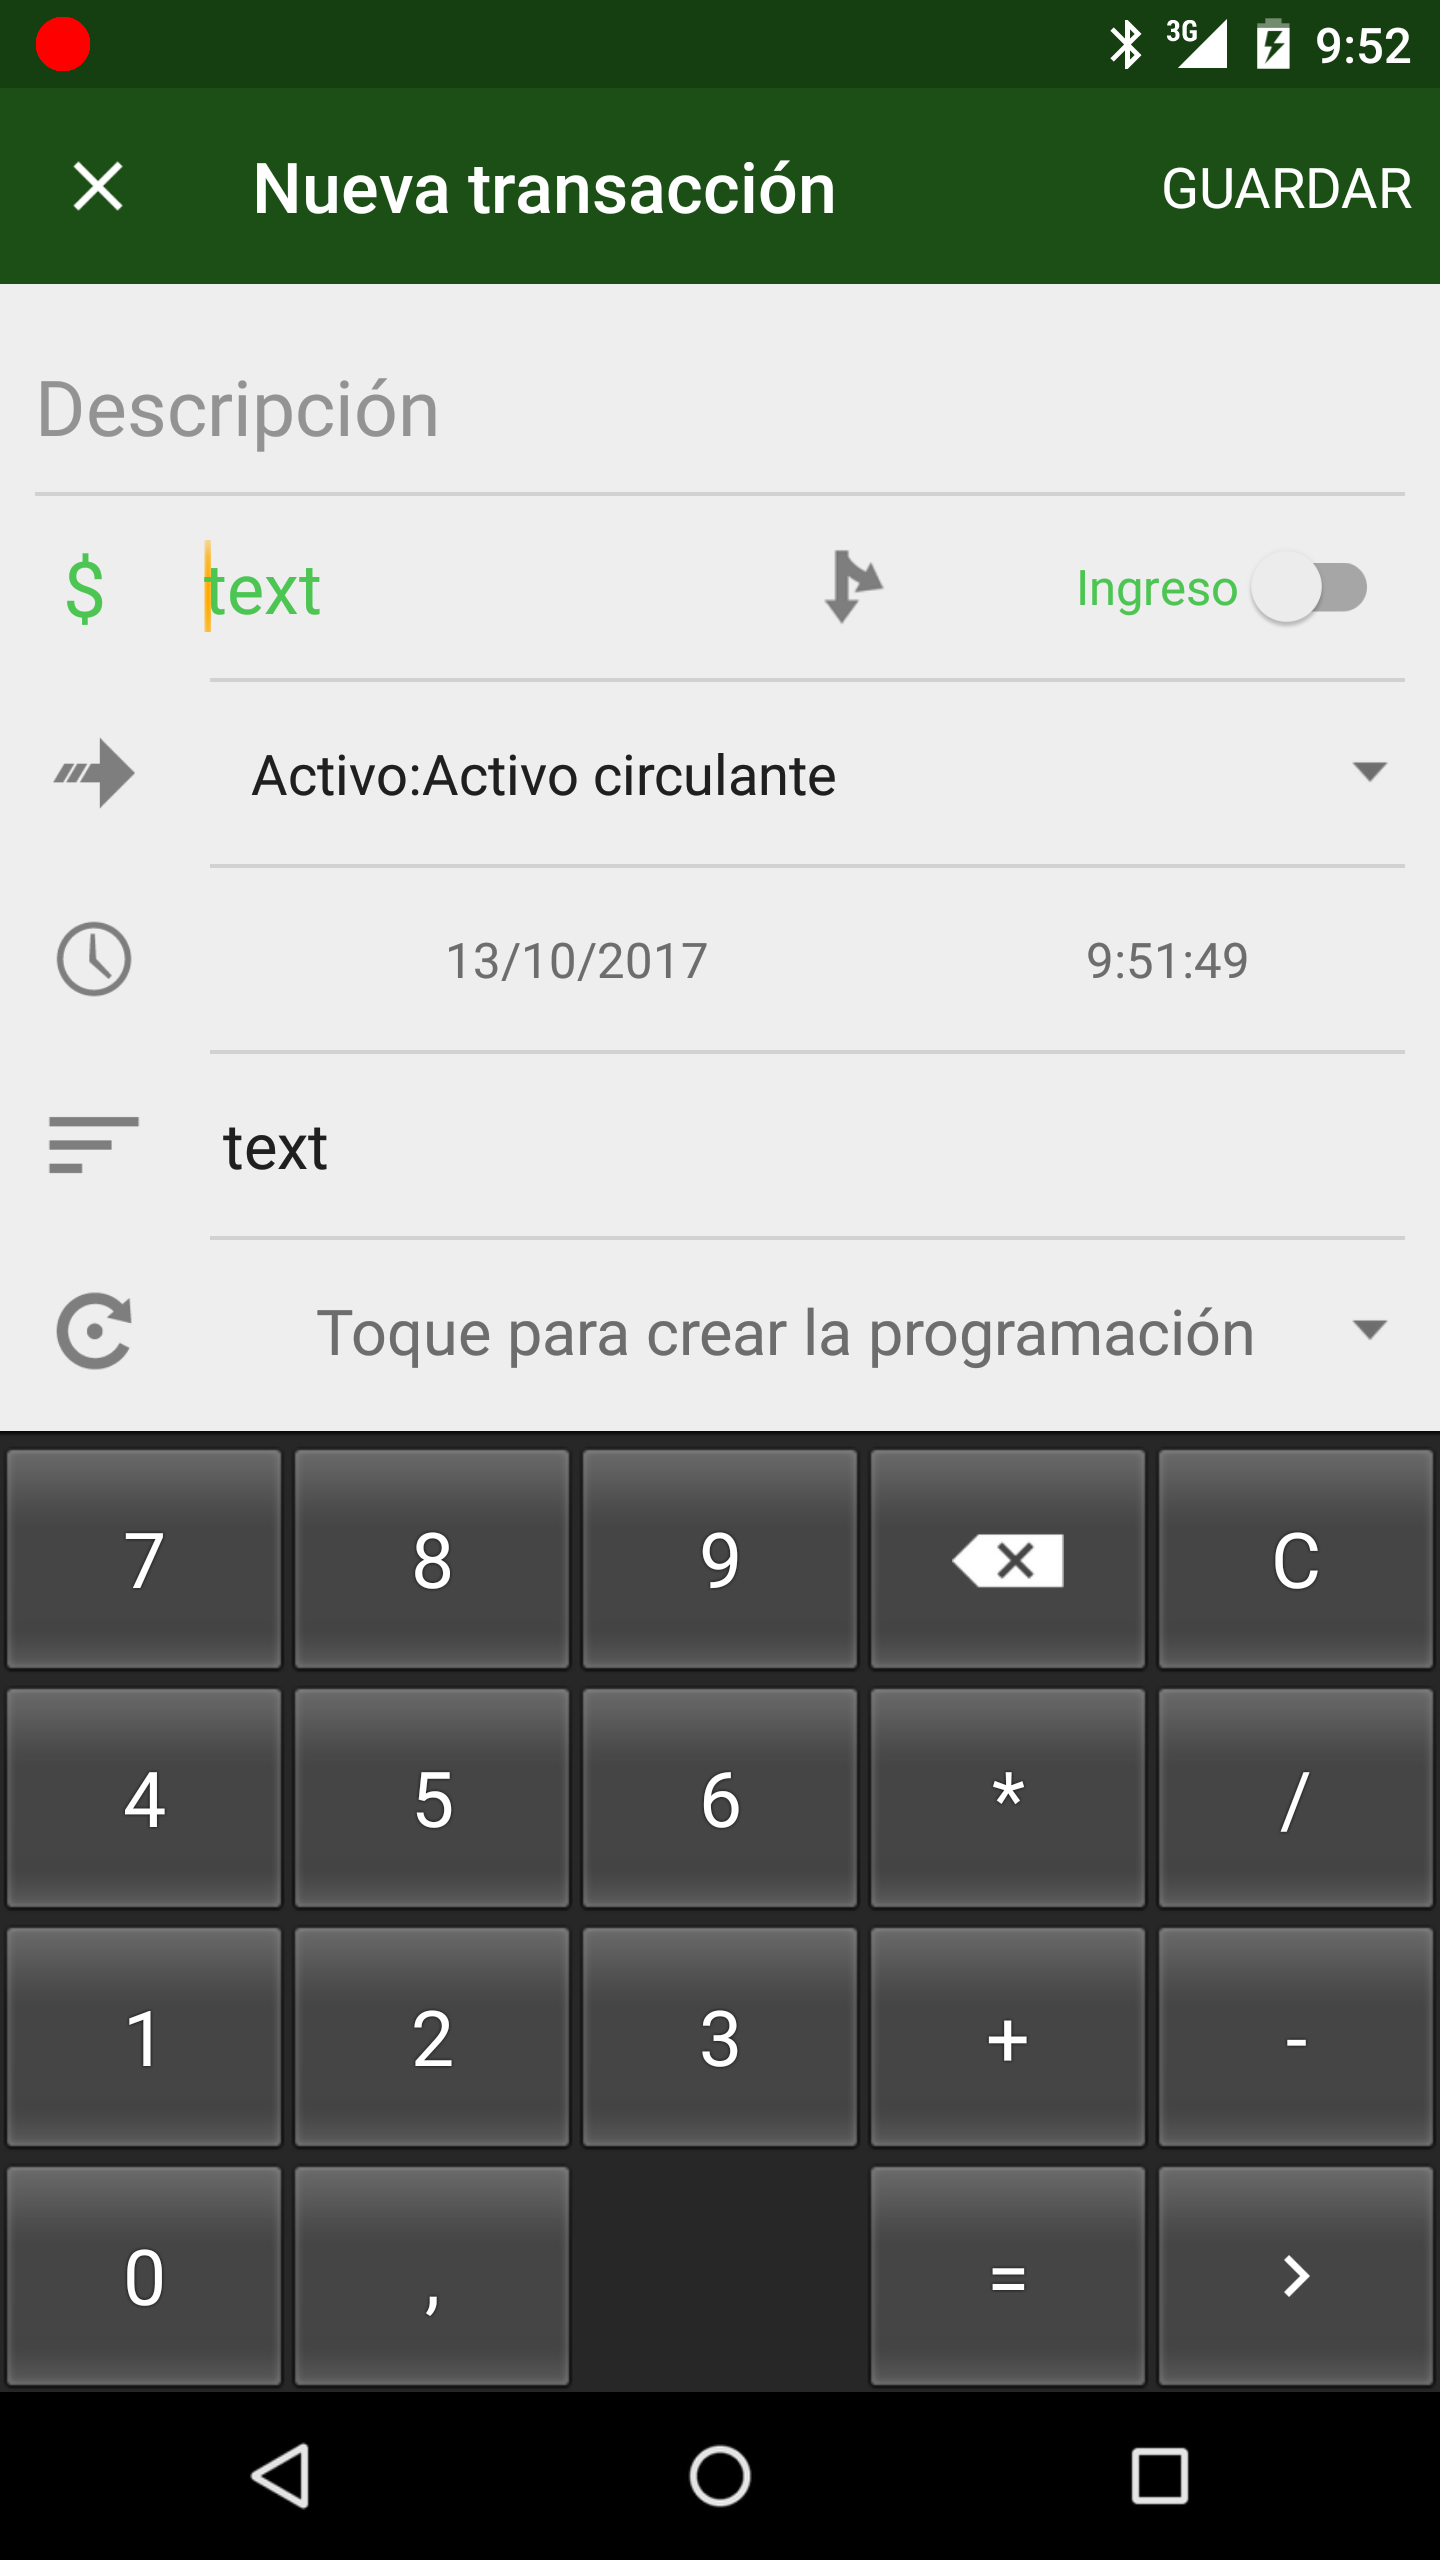 3G 9:52
Nueva transacción GUARDAR
Descripción
$ text Ingreso
Activo:Activo circulante
13/10/2017 9:51:49
text
Toque para crear la programación
7 8 9 C
4 5 6 * /
1 2 3 + -
0 , =